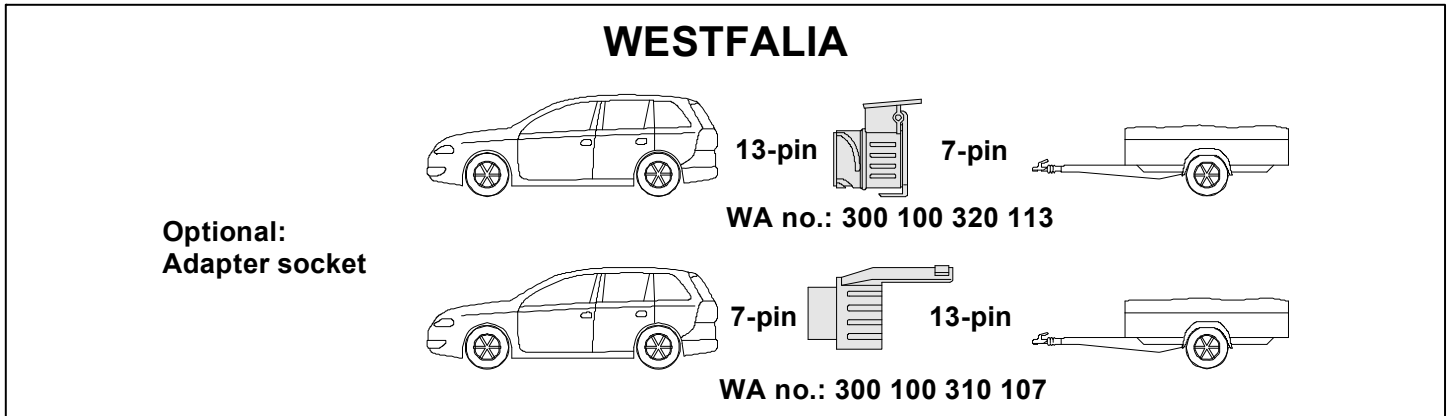 WESTFALIA
13-pin 7-pin
WA no.: 300 100 320 113
Optional:
Adapter socket
7-pin 13-pin
WA no.: 300 100 310 107